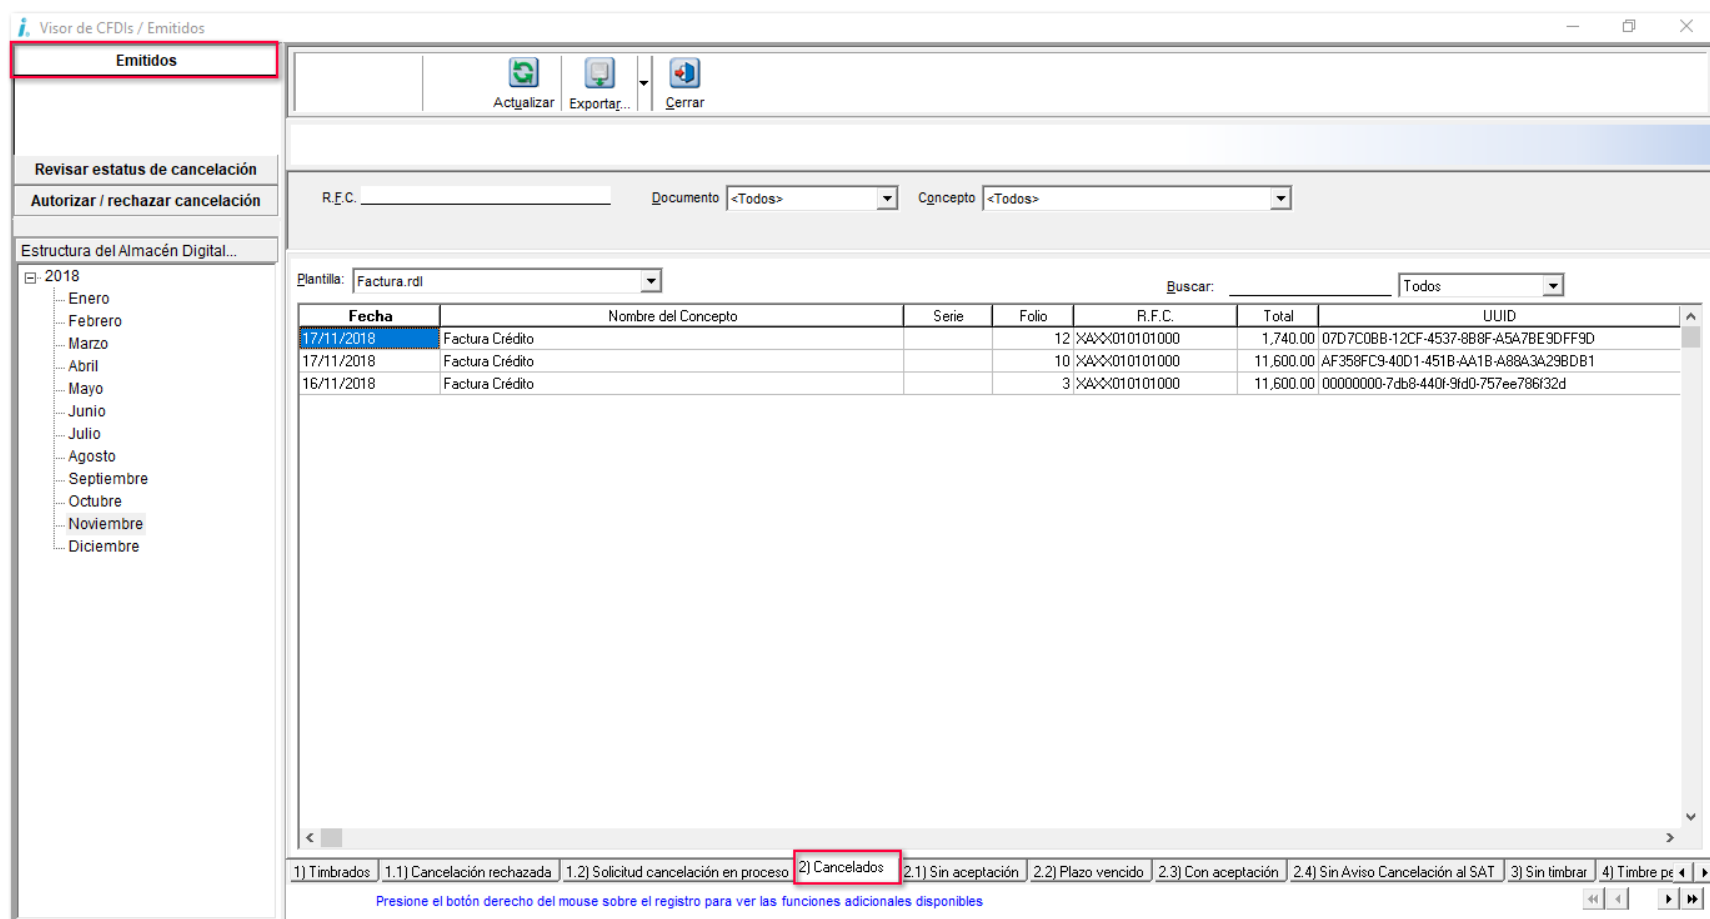 Visor de CFDIs / Emitidos
Emitidos
Revisar estatus de cancelación
Autorizar / rechazar cancelación
Estructura del Almacén Digital...
2018
Enero
Febrero
Marzo
Abril
Mayo
Junio
Julio
Agosto
Septiembre
Octubre
Noviembre
Diciembre
Actualizar Exportar... Cerrar
R.F.C. Documento <Todos> Concepto <Todos>
Plantilla: Factura.rdl Buscar: Todos
Fecha Nombre del Concepto Serie Folio R.F.C. Total UUID
17/11/2018 Factura Crédito 12 XAXX010101000 1,740.00 07D7C0BB-12CF-4537-8B8F-A5A7BE9DFF9D
17/11/2018 Factura Crédito 10 XAXX010101000 11,600.00 AF358FC9-40D1-451B-AA1B-A88A3A29BDB1
16/11/2018 Factura Crédito 3 XAXX010101000 11,600.00 00000000-7db8-440f-9fd0-757ee786f32d
1) Timbrados 1.1) Cancelación rechazada 1.2) Solicitud cancelación en proceso 2) Cancelados 2.1) Sin aceptación 2.2) Plazo vencido 2.3) Con aceptación 2.4) Sin Aviso Cancelación al SAT 3) Sin timbrar 4) Timbre pe
Presione el botón derecho del mouse sobre el registro para ver las funciones adicionales disponibles